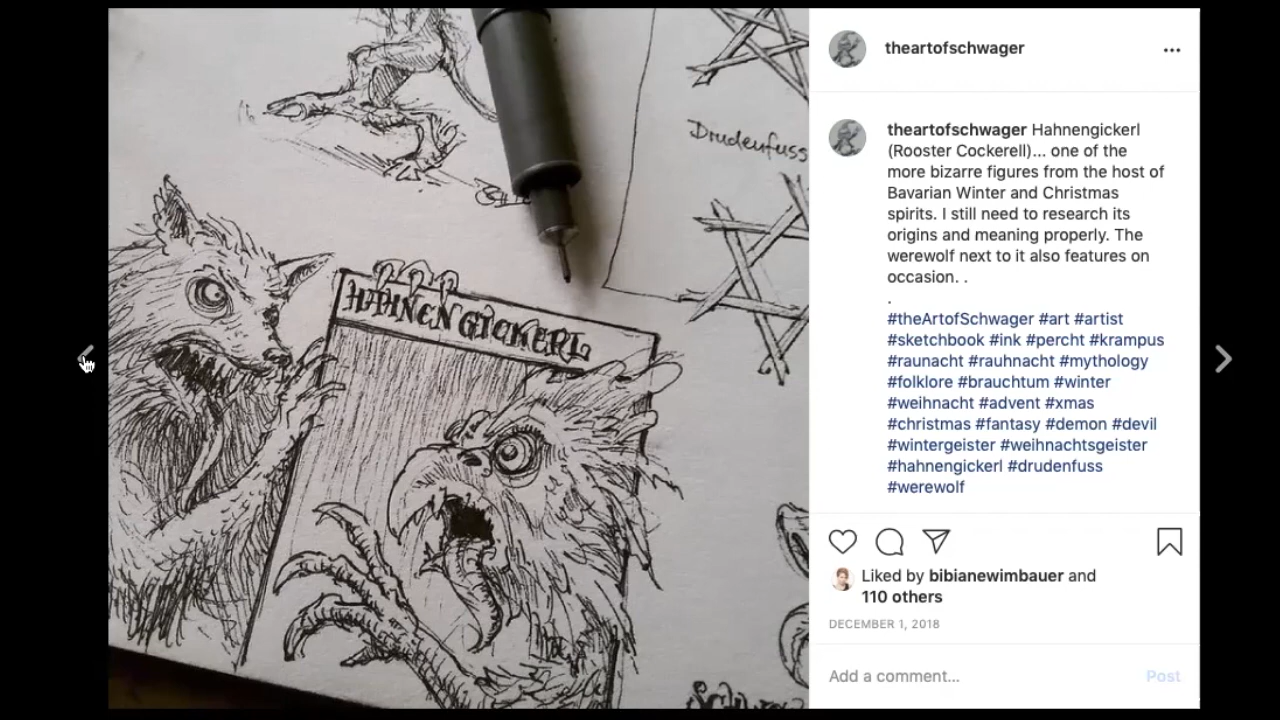 Drudenfuss
HAHNENGICKERL
theartofschwager
theartofschwager Hahnengickerl
(Rooster Cockerell)... one of the
more bizarre figures from the host of
Bavarian Winter and Christmas
spirits. I still need to research its
origins and meaning properly. The
werewolf next to it also features on
occasion. .
.
#theArtofSchwager #art #artist
#sketchbook #ink #percht #krampus
#raunacht #rauhnacht #mythology
#folklore #brauchtum #winter
#weihnacht #advent #xmas
#christmas #fantasy #demon #devil
#wintergeister #weihnachtsgeister
#hahnengickerl #drudenfuss
#werewolf
Liked by bibianewimbauer and
110 others
DECEMBER 1, 2018
Add a comment... Post